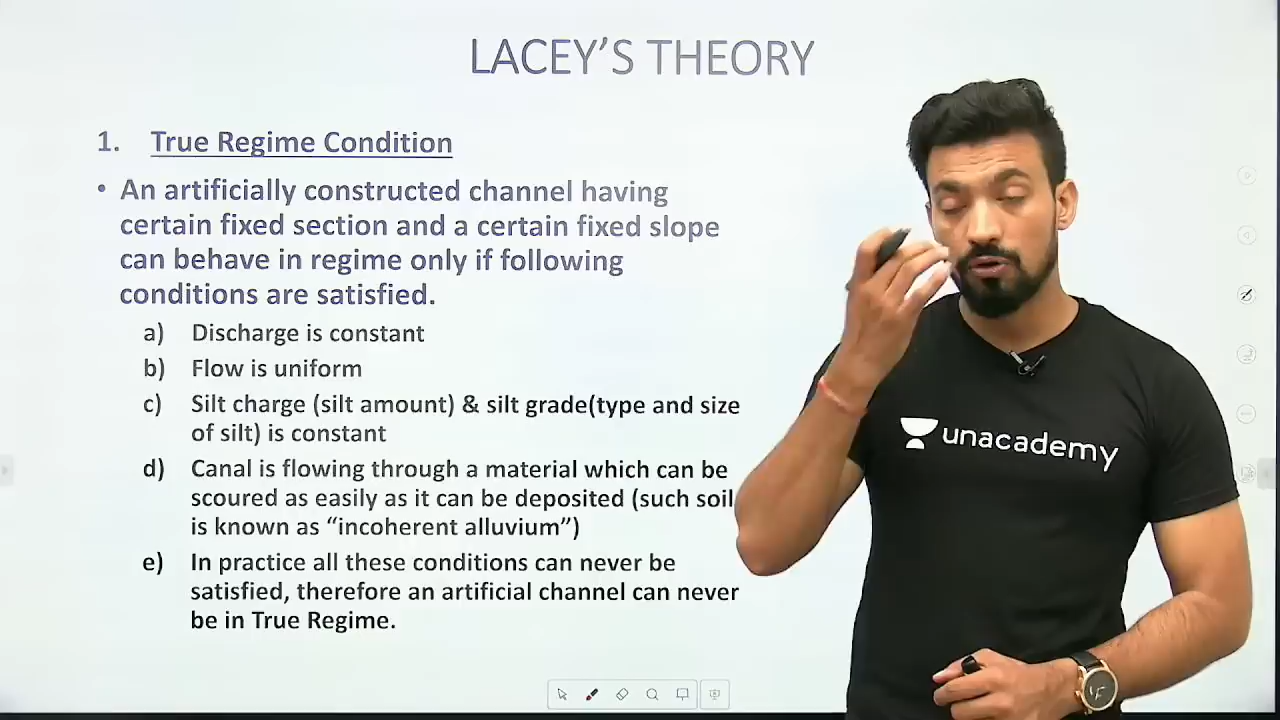 LACEY'S THEORY
1. True Regime Condition
• An artificially constructed channel having
certain fixed section and a certain fixed slope
can behave in regime only if following
conditions are satisfied.
a) Discharge is constant
b) Flow is uniform
c) Silt charge (silt amount) & silt grade(type and size
of silt) is constant
d) Canal is flowing through a material which can be
scoured as easily as it can be deposited (such soil
is known as “incoherent alluvium”)
e) In practice all these conditions can never be
satisfied, therefore an artificial channel can never
be in True Regime.
unacademy